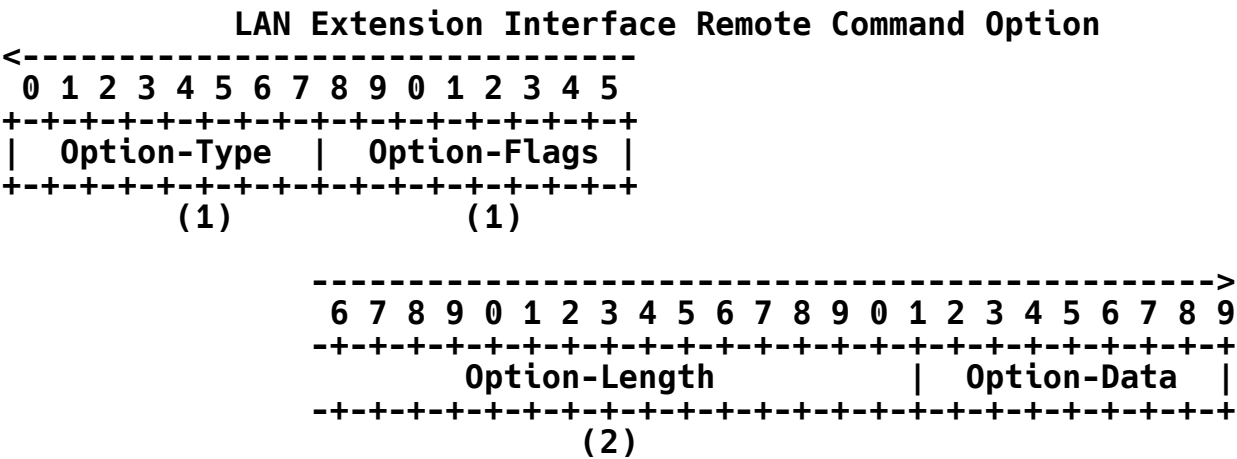 LAN Extension Interface Remote Command Option
<--------------------------------
0 1 2 3 4 5 6 7 8 9 0 1 2 3 4 5
+-+-+-+-+-+-+-+-+-+-+-+-+-+-+-+-+
|  Option-Type  |  Option-Flags |
+-+-+-+-+-+-+-+-+-+-+-+-+-+-+-+-+
(1)            (1)
----------------------------------------------->
6 7 8 9 0 1 2 3 4 5 6 7 8 9 0 1 2 3 4 5 6 7 8 9
-+-+-+-+-+-+-+-+-+-+-+-+-+-+-+-+-+-+-+-+-+-+-+-+
Option-Length          |  Option-Data  |
-+-+-+-+-+-+-+-+-+-+-+-+-+-+-+-+-+-+-+-+-+-+-+-+
(2)